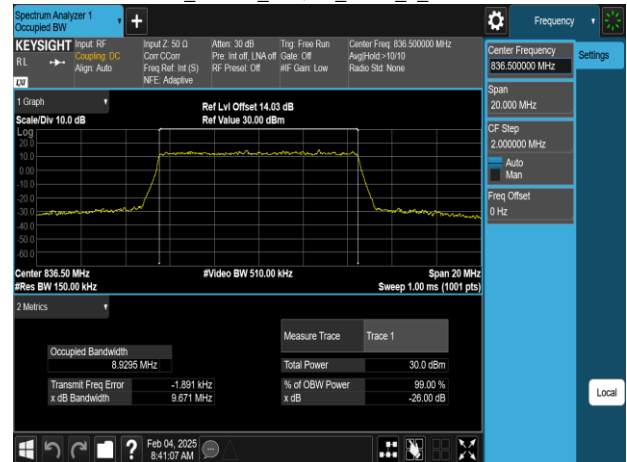 Spectrum Analyzer 1
Occupied BW
Frequency
KEYSIGHT
RL
LXI
Input: RF
Coupling: DC
Align: Auto
Input Z: 50 Ω
Corr CCorr
Freq Ref: Int (S)
NFE: Adaptive
Atten: 30 dB
Pre: Int off, LNA off
RF Presel: Off
Trig: Free Run
Gate: Off
#IF Gain: Low
Center Freq: 836.500000 MHz
Avg|Hold:>10/10
Radio Std: None
1 Graph
Scale/Div 10.0 dB
Ref Lvl Offset 14.03 dB
Ref Value 30.00 dBm
Log
20.0
10.0
0.00
-10.0
-20.0
-30.0
-40.0
-50.0
-60.0
Center 836.50 MHz
#Res BW 150.00 kHz
#Video BW 510.00 kHz
Span 20 MHz
Sweep 1.00 ms (1001 pts)
2 Metrics
Measure Trace Trace 1
Occupied Bandwidth
8.9295 MHz
Total Power 30.0 dBm
Transmit Freq Error -1.891 kHz
% of OBW Power 99.00 %
x dB Bandwidth 9.671 MHz
x dB -26.00 dB
Center Frequency
836.500000 MHz
Settings
Span
20.000 MHz
CF Step
2.000000 MHz
Auto
Man
Freq Offset
0 Hz
Local
Feb 04, 2025
8:41:07 AM